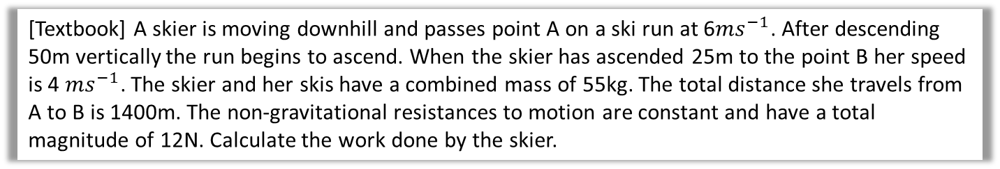 [Textbook] A skier is moving downhill and passes point A on a ski run at 6ms⁻¹. After descending
50m vertically the run begins to ascend. When the skier has ascended 25m to the point B her speed
is 4 ms⁻¹. The skier and her skis have a combined mass of 55kg. The total distance she travels from
A to B is 1400m. The non-gravitational resistances to motion are constant and have a total
magnitude of 12N. Calculate the work done by the skier.